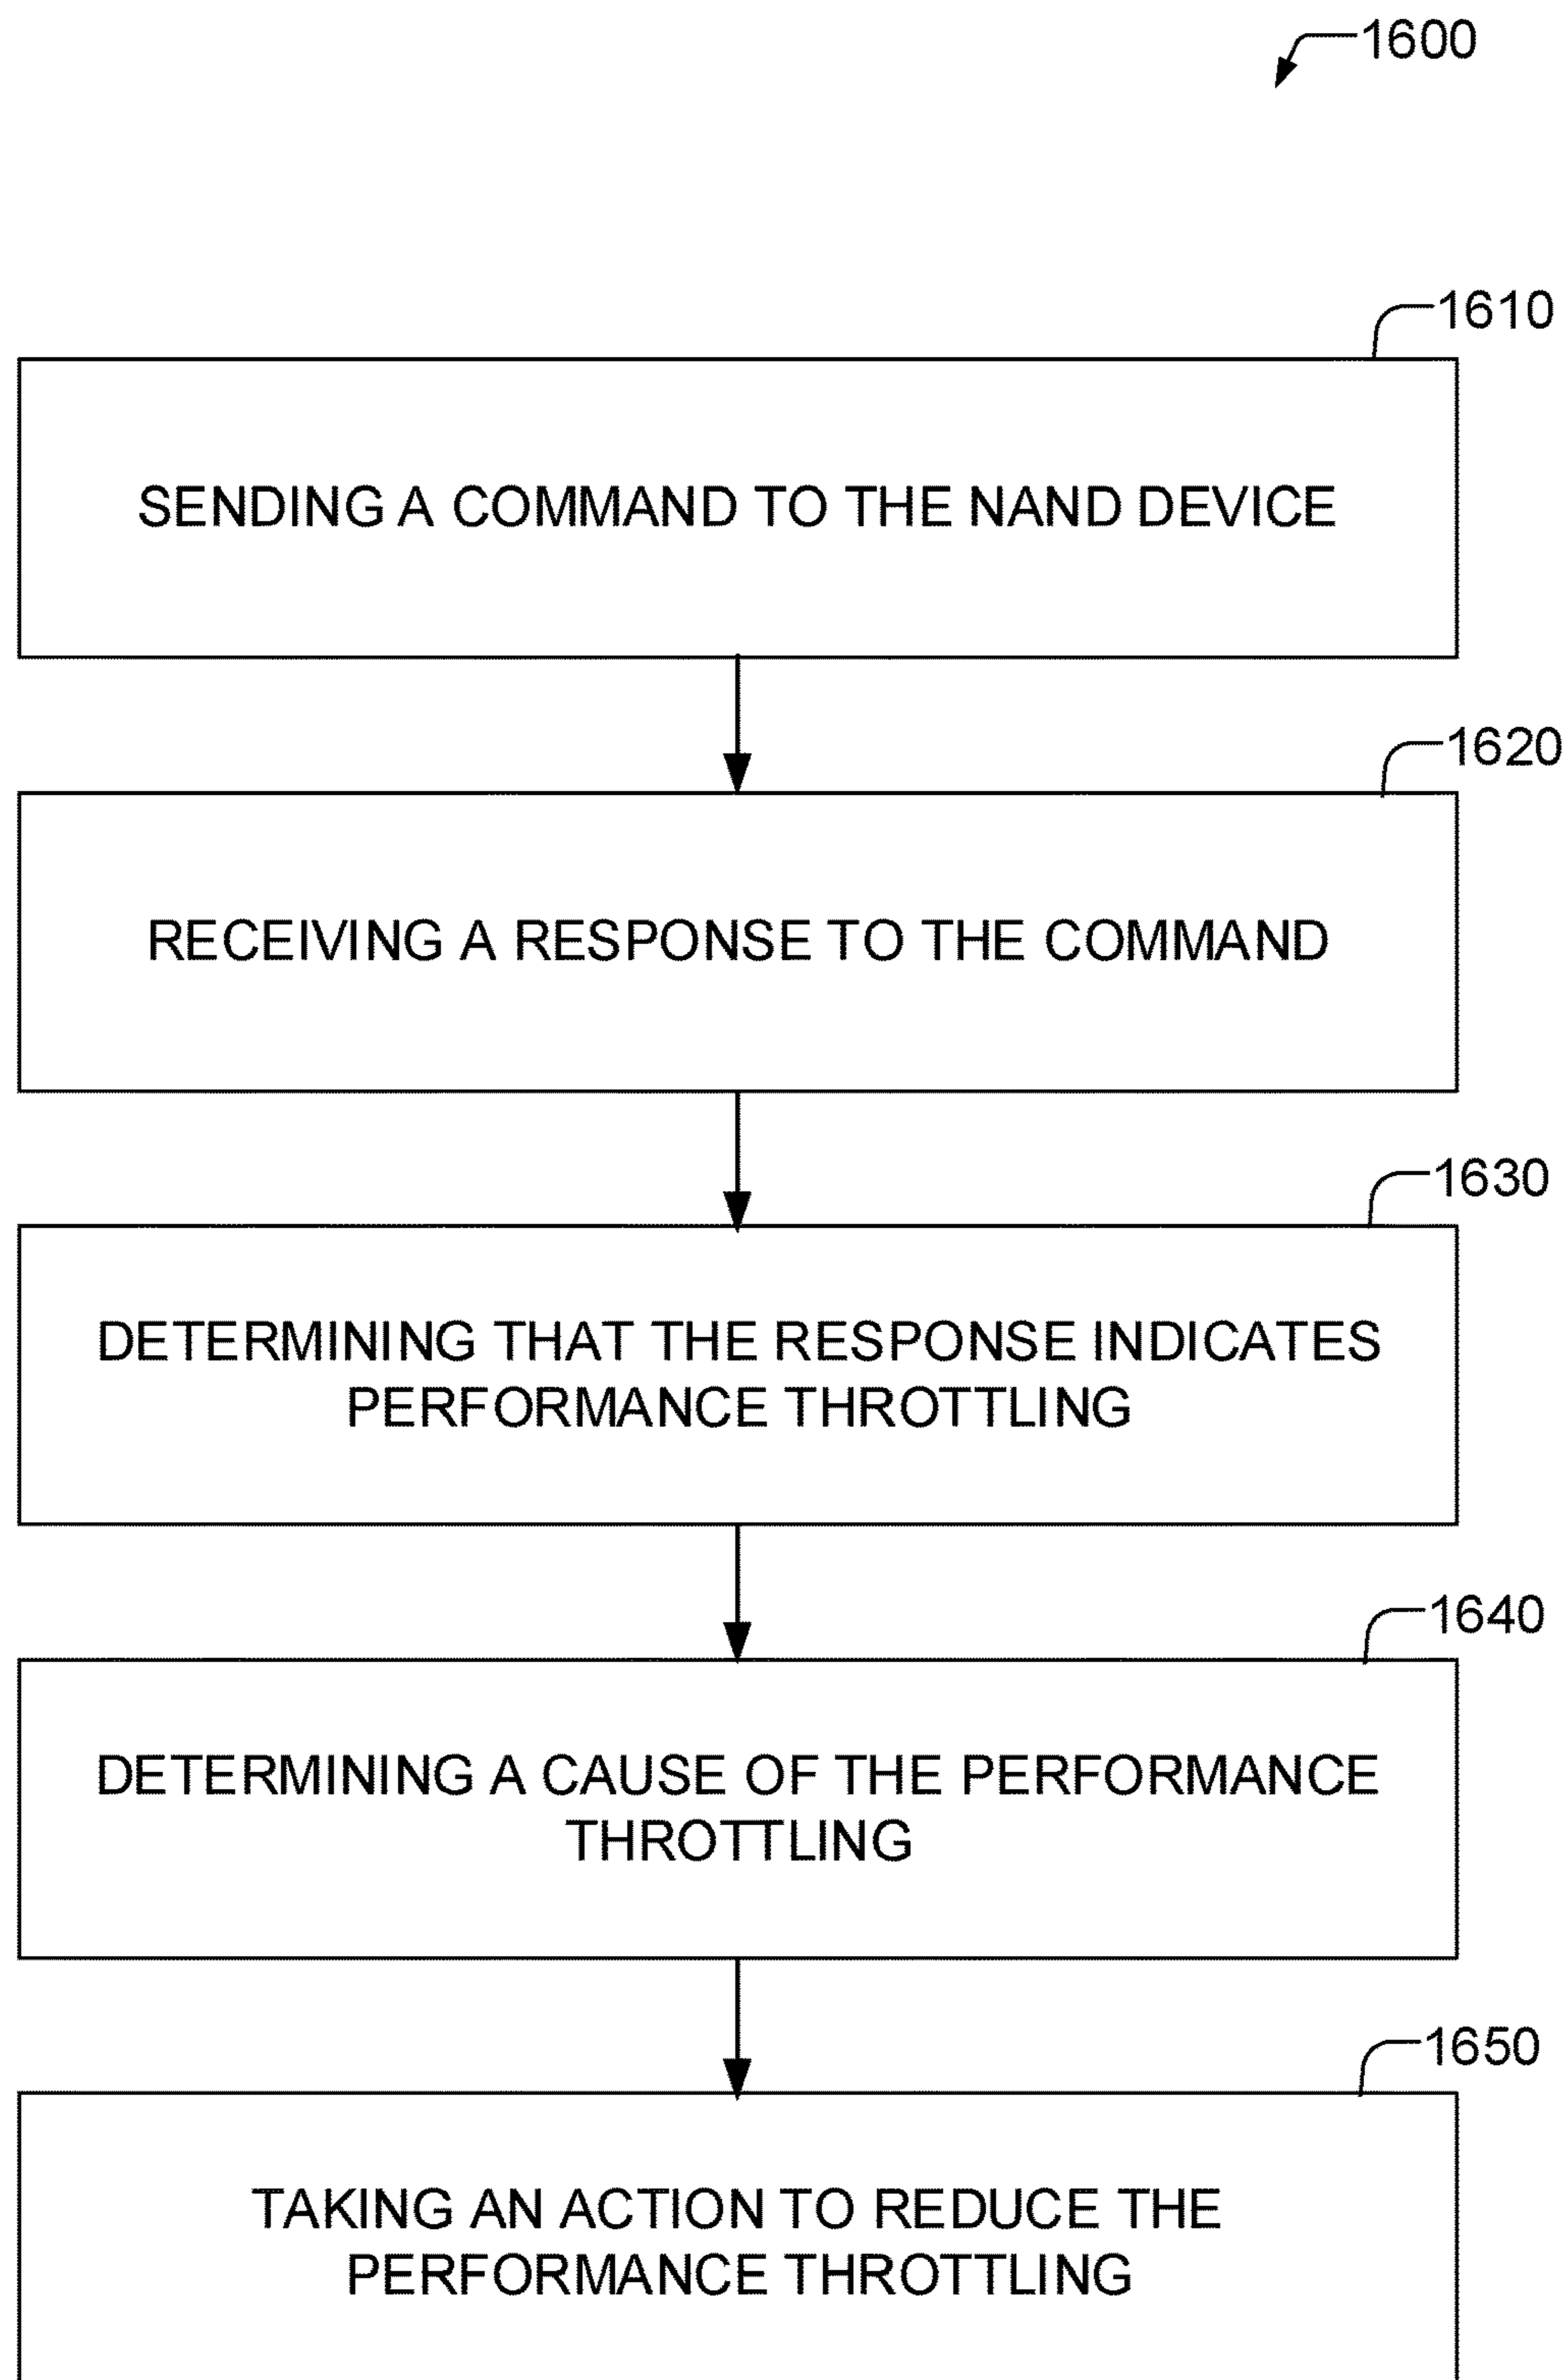 1600
1610
SENDING A COMMAND TO THE NAND DEVICE
1620
RECEIVING A RESPONSE TO THE COMMAND
1630
DETERMINING THAT THE RESPONSE INDICATES
PERFORMANCE THROTTLING
1640
DETERMINING A CAUSE OF THE PERFORMANCE
THROTTLING
1650
TAKING AN ACTION TO REDUCE THE
PERFORMANCE THROTTLING